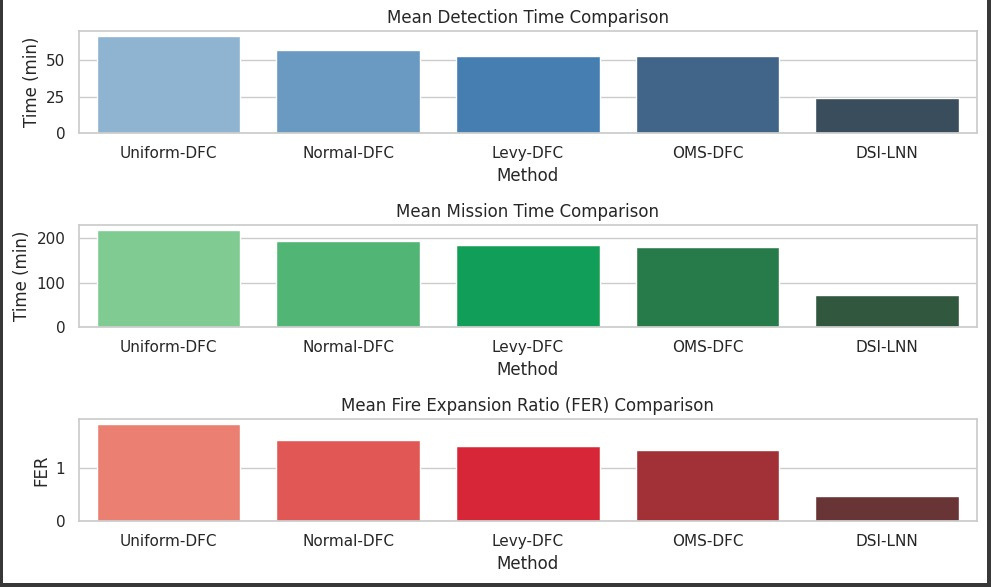 Mean Detection Time Comparison
Time (min)
50
25
0
Uniform-DFC Normal-DFC Levy-DFC OMS-DFC DSI-LNN
Method
Mean Mission Time Comparison
Time (min)
200
100
0
Uniform-DFC Normal-DFC Levy-DFC OMS-DFC DSI-LNN
Method
Mean Fire Expansion Ratio (FER) Comparison
FER
1
0
Uniform-DFC Normal-DFC Levy-DFC OMS-DFC DSI-LNN
Method